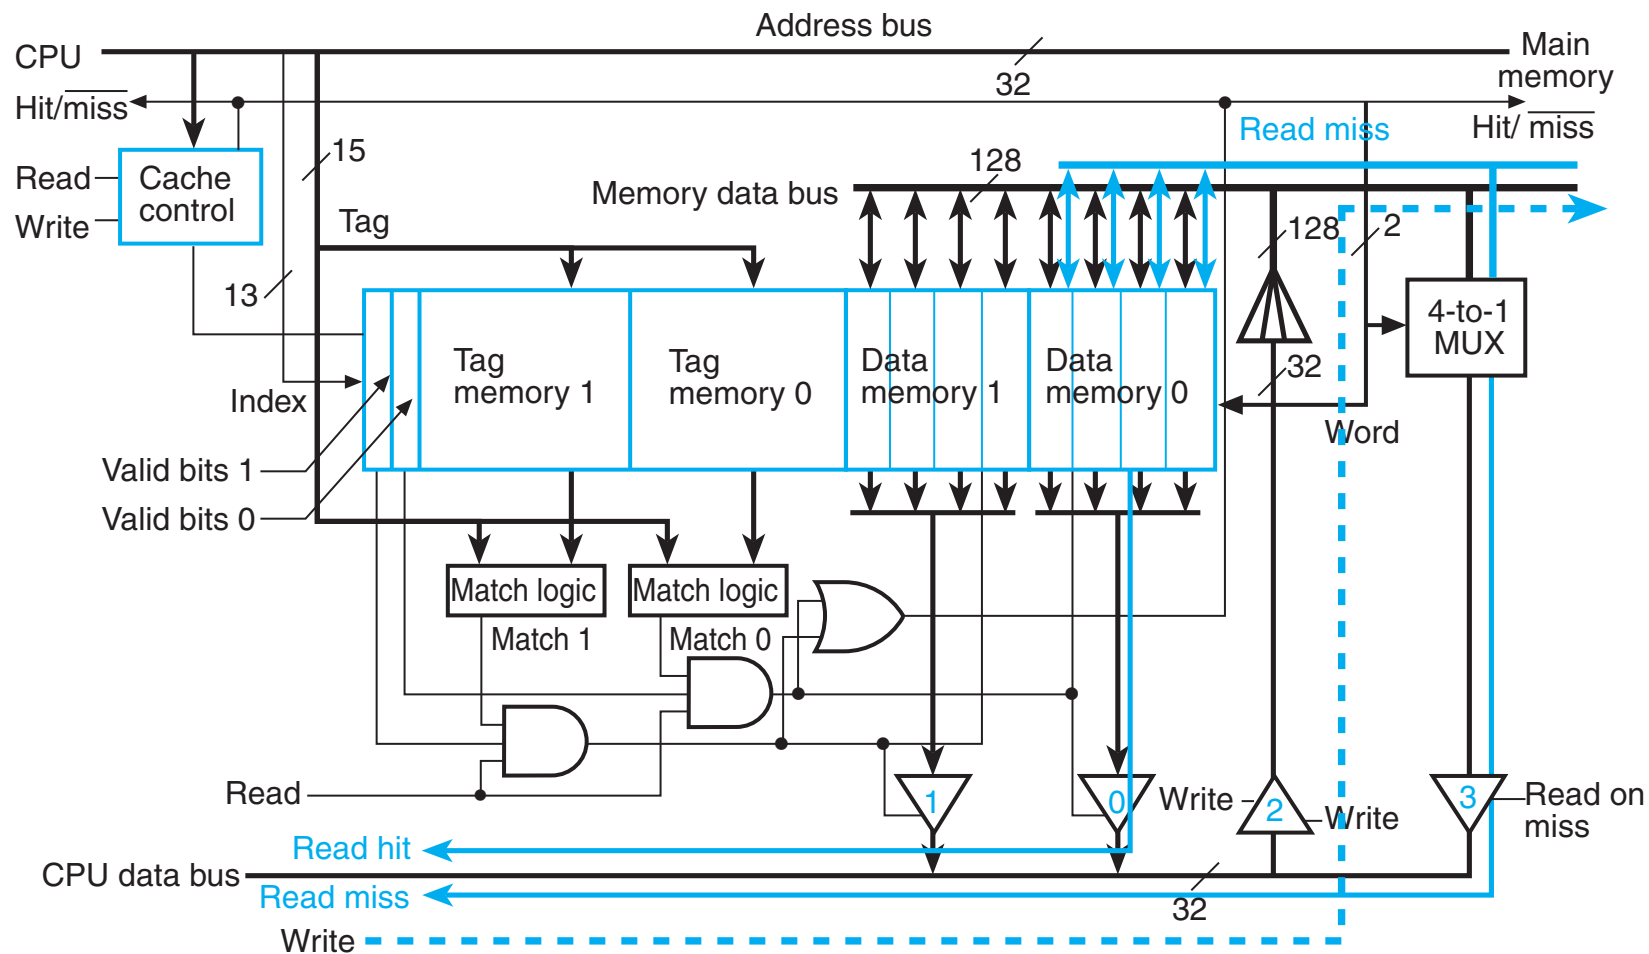 Address bus
CPU
Main
memory
32
Hit/miss
Hit/ miss
Read miss
15
128
Read
Cache
control
Write
Memory data bus
Tag
128
2
13
4-to-1
MUX
Tag
memory 1
Tag
memory 0
Data
memory 1
Data
memory 0
32
Index
Word
Valid bits 1
Valid bits 0
Match logic
Match logic
Match 1
Match 0
Read
1
0
Write
2
Write
3
Read on
miss
Read hit
CPU data bus
Read miss
32
Write